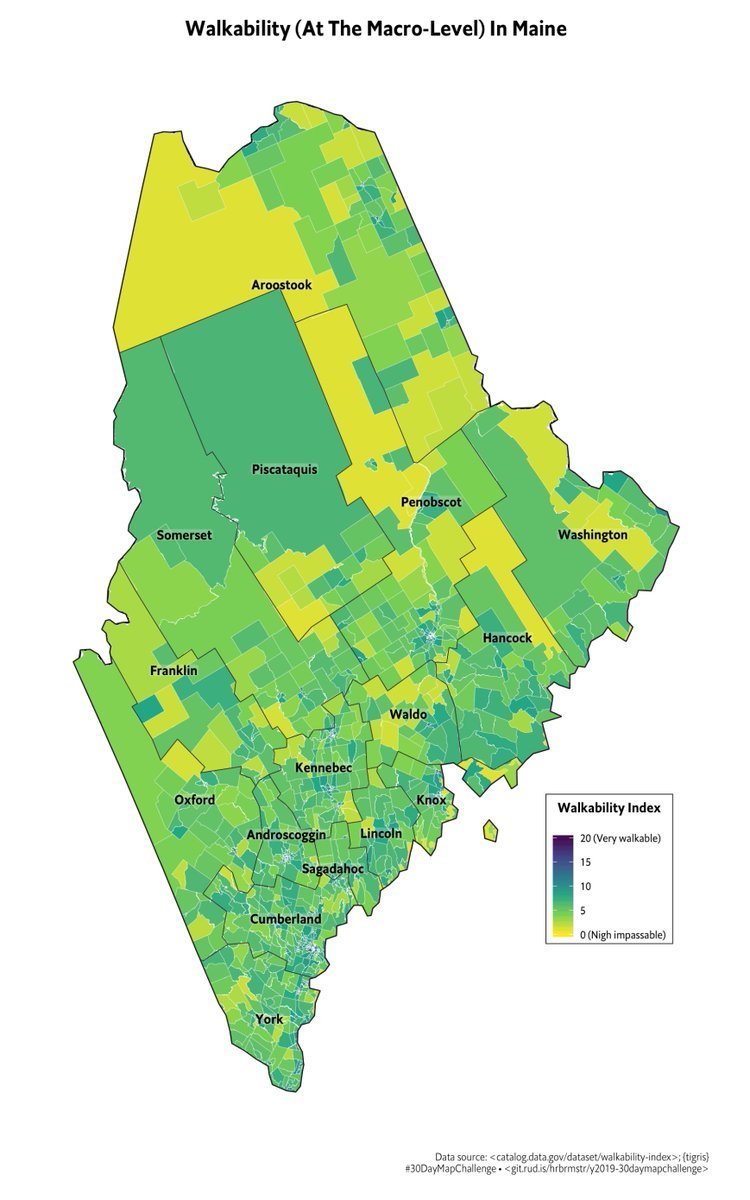 Walkability (At The Macro-Level) In Maine
Aroostook
Piscataquis
Penobscot
Somerset
Washington
Hancock
Franklin
Waldo
Kennebec
Oxford
Knox
Androscoggin
Lincoln
Sagadahoc
Cumberland
York
Walkability Index
20 (Very walkable)
15
10
5
0 (Nigh impassable)
Data source: <catalog.data.gov/dataset/walkability-index>; {tigris}
#30DayMapChallenge • <git.rud.is/hrbrmstr/y2019-30daymapchallenge>